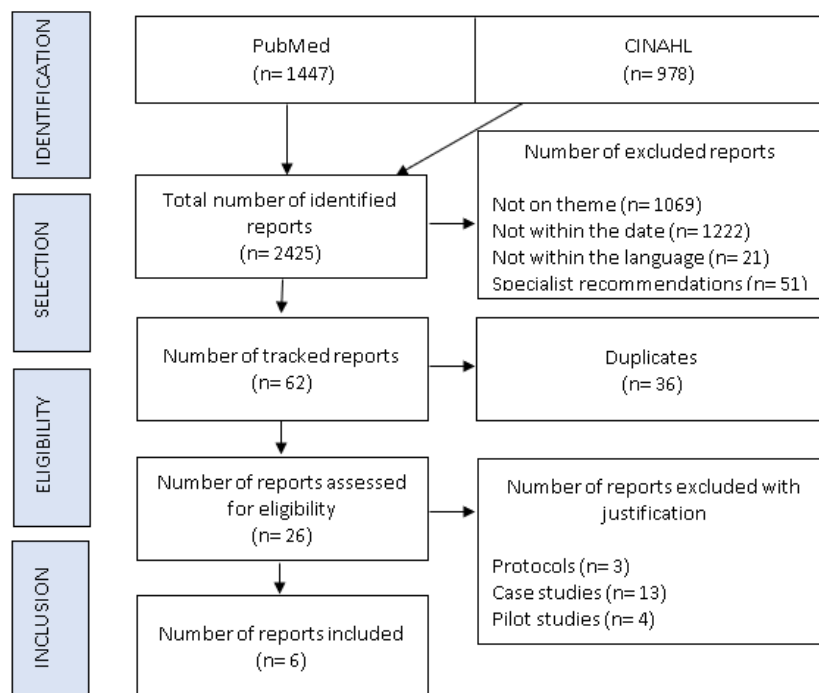 IDENTIFICATION
PubMed
(n= 1447)
CINAHL
(n= 978)
SELECTION
Total number of identified
reports
(n= 2425)
Number of excluded reports
Not on theme (n= 1069)
Not within the date (n= 1222)
Not within the language (n= 21)
Specialist recommendations (n= 51)
Number of tracked reports
(n= 62)
Duplicates
(n= 36)
ELIGIBILITY
Number of reports assessed
for eligibility
(n= 26)
Number of reports excluded with
justification
Protocols (n= 3)
Case studies (n= 13)
Pilot studies (n= 4)
INCLUSION
Number of reports included
(n= 6)